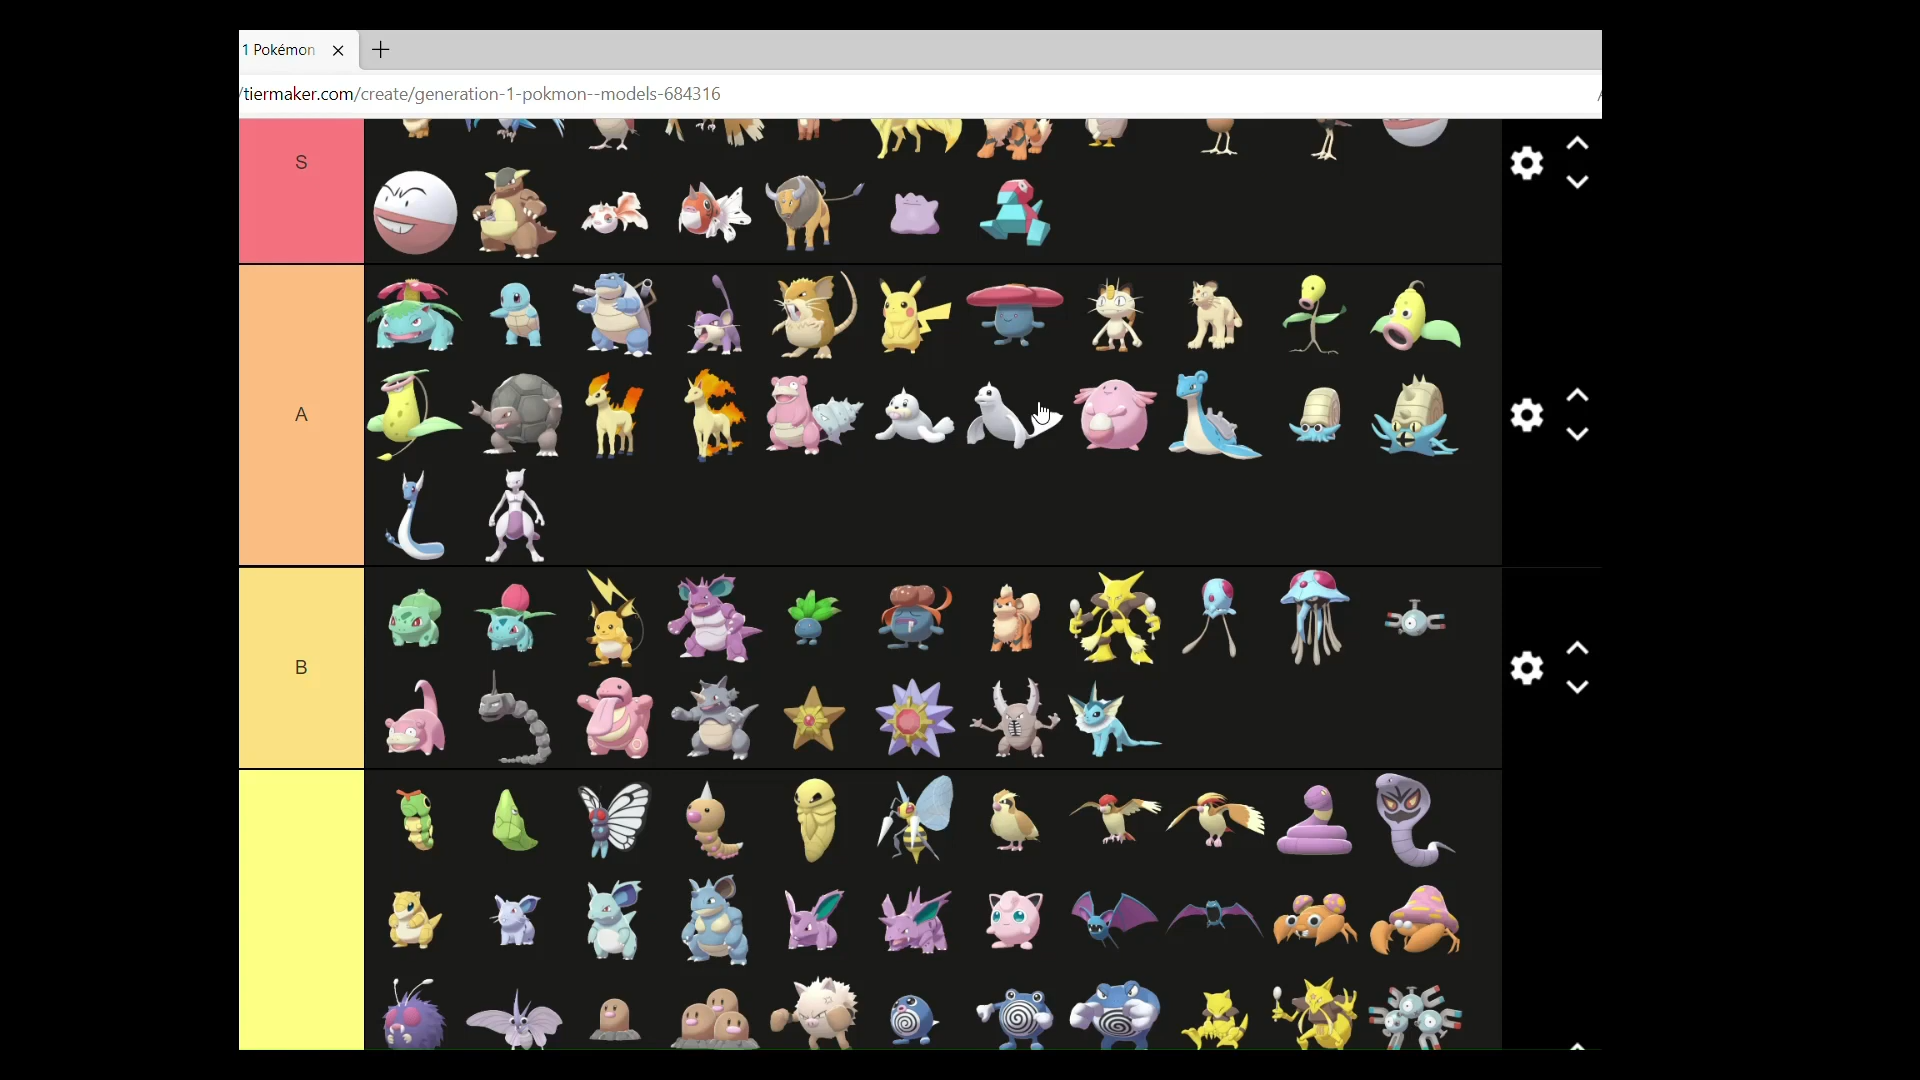 1 Pokémon
/tiermaker.com/create/generation-1-pokmon--models-684316
S
A
B